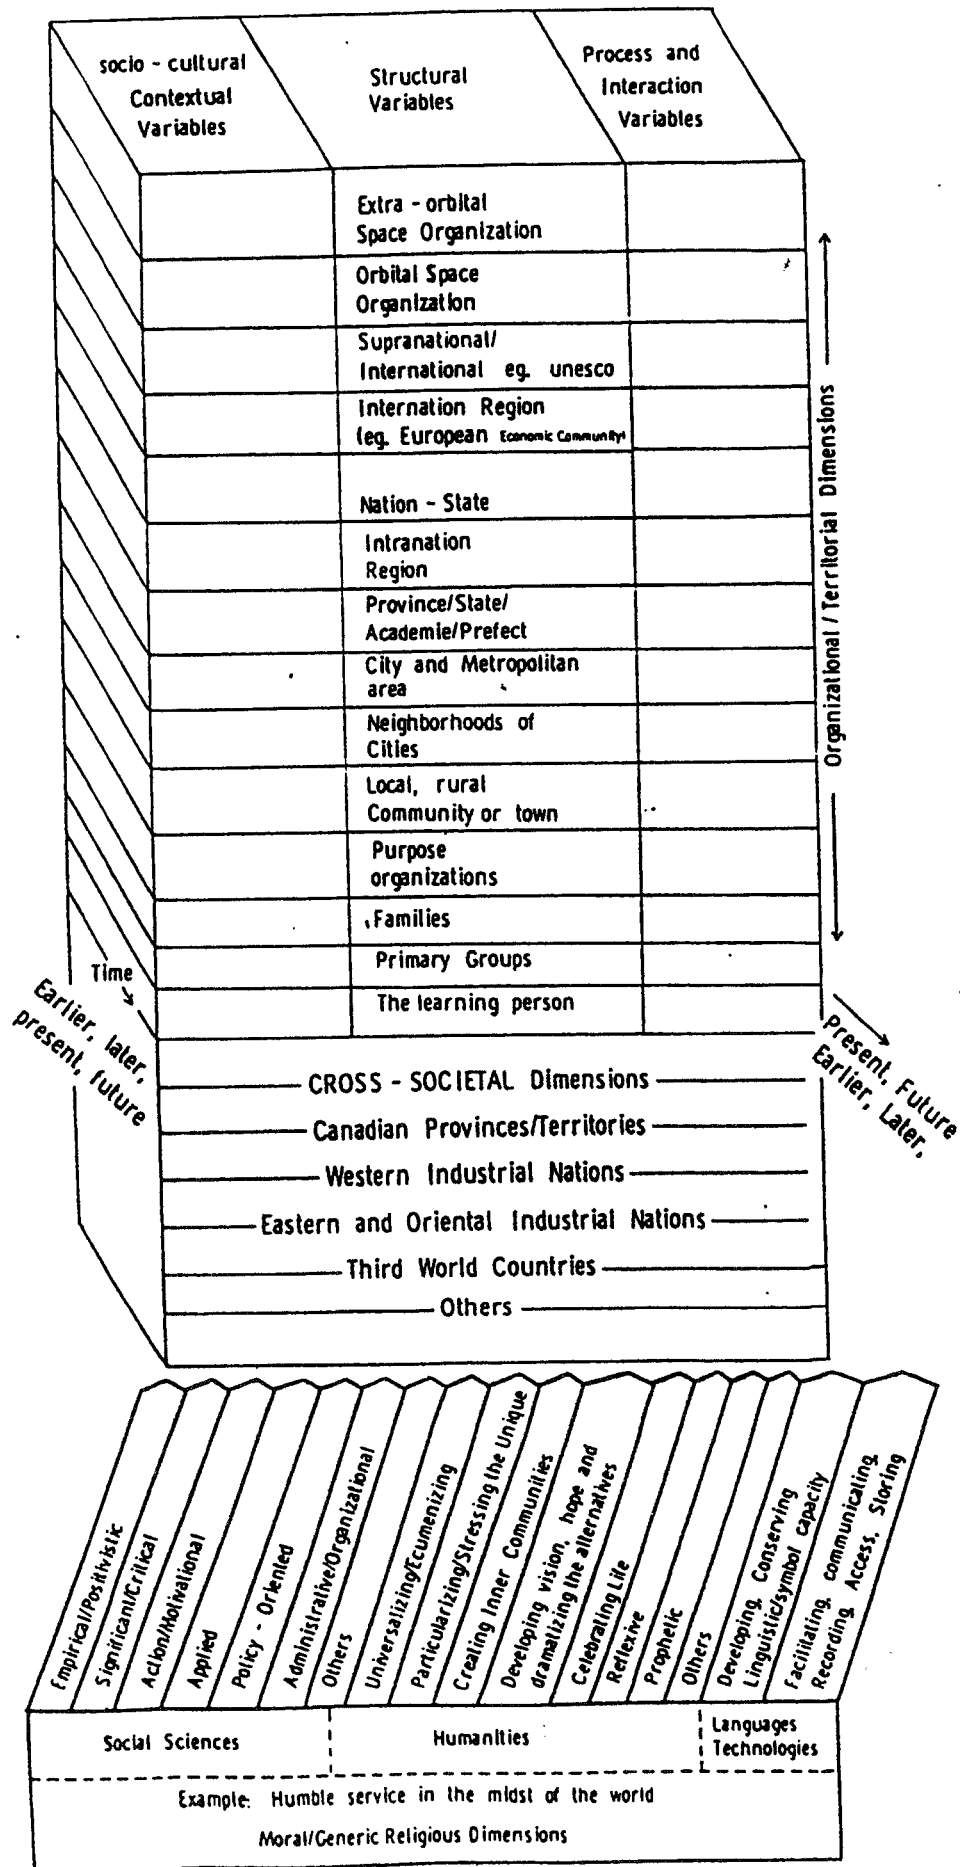 socio - cultural
Contextual
Variables
Structural
Variables
Process and
Interaction
Variables
Extra - orbital
Space Organization
Orbital Space
Organization
Supranational/
International eg. unesco
Internation Region
(eg. European Economic Community)
Nation - State
Intranation
Region
Province/State/
Academie/Prefect
City and Metropolitan
area
Neighborhoods of
Cities
Local, rural
Community or town
Purpose
organizations
Families
Primary Groups
The learning person
Organizational/Territorial Dimensions
Time
Earlier, later,
present, future
Present, Future
Earlier, Later,
CROSS - SOCIETAL Dimensions
Canadian Provinces/Territories
Western Industrial Nations
Eastern and Oriental Industrial Nations
Third World Countries
Others
Empirical/Positivistic
Significant/Critical
Action/Motivational
Applied
Policy - Oriented
Administrative/Organizational
Others
Universalizing/Ecumenizing
Particularizing/Stressing the Unique
Creating Inner Communities
Developing vision, hope and
dramatizing the alternatives
Celebrating Life
Reflexive
Prophetic
Others
Developing, Conserving
Linguistic/symbol capacity
Facilitating, communicating,
Recording, Access, Storing
Social Sciences
Humanities
Languages
Technologies
Example: Humble service in the midst of the world
Moral/Generic Religious Dimensions